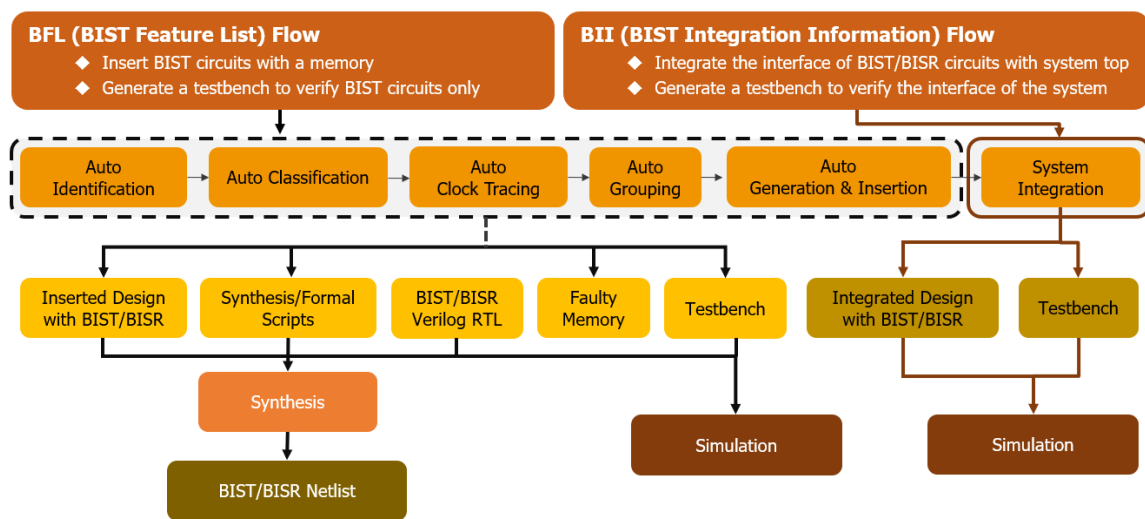 BFL (BIST Feature List) Flow
❖ Insert BIST circuits with a memory
❖ Generate a testbench to verify BIST circuits only
BII (BIST Integration Information) Flow
❖ Integrate the interface of BIST/BISR circuits with system top
❖ Generate a testbench to verify the interface of the system
Auto
Identification
Auto Classification
Auto
Clock Tracing
Auto
Grouping
Auto
Generation & Insertion
System
Integration
Inserted Design
with BIST/BISR
Synthesis/Formal
Scripts
BIST/BISR
Verilog RTL
Faulty
Memory
Testbench
Integrated Design
with BIST/BISR
Testbench
Synthesis
Simulation
Simulation
BIST/BISR Netlist